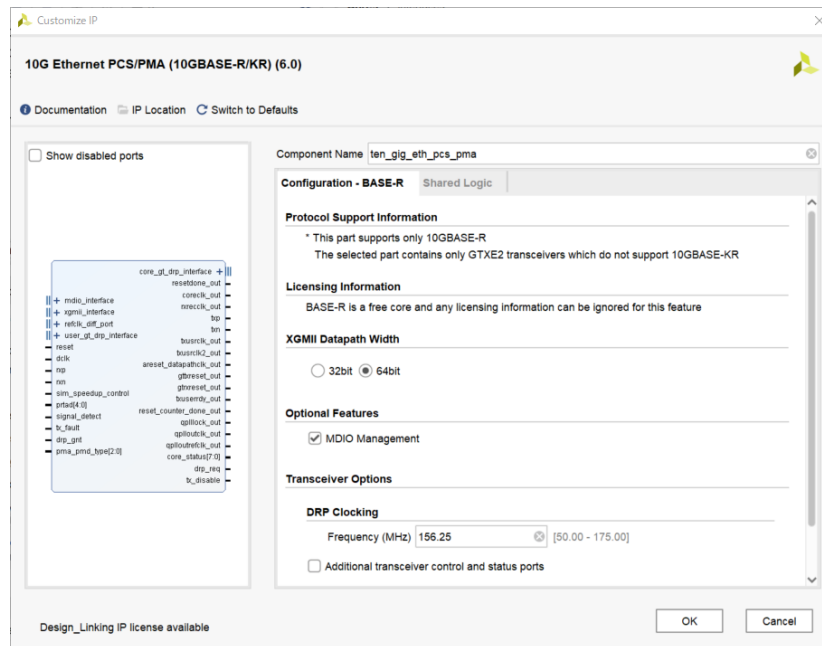 Customize IP
10G Ethernet PCS/PMA (10GBASE-R/KR) (6.0)
Documentation IP Location Switch to Defaults
Show disabled ports
core_gt_drp_interface
resetdone_out
coreclk_out
rxrecclk_out
txp
txn
txusrclk_out
txusrclk2_out
areset_datapathclk_out
gttxreset_out
gtrxreset_out
txuserrdy_out
reset_counter_done_out
qplllock_out
qplloutclk_out
qplloutrefclk_out
core_status[7:0]
drp_req
tx_disable
mdio_interface
xgmii_interface
refclk_diff_port
user_gt_drp_interface
reset
dclk
rxp
rxn
sim_speedup_control
prtad[4:0]
signal_detect
tx_fault
drp_gnt
pma_pmd_type[2:0]
Component Name ten_gig_eth_pcs_pma
Configuration - BASE-R Shared Logic
Protocol Support Information
* This part supports only 10GBASE-R
The selected part contains only GTXE2 transceivers which do not support 10GBASE-KR
Licensing Information
BASE-R is a free core and any licensing information can be ignored for this feature
XGMII Datapath Width
32bit 64bit
Optional Features
MDIO Management
Transceiver Options
DRP Clocking
Frequency (MHz) 156.25 [50.00 - 175.00]
Additional transceiver control and status ports
Design_Linking IP license available
OK Cancel